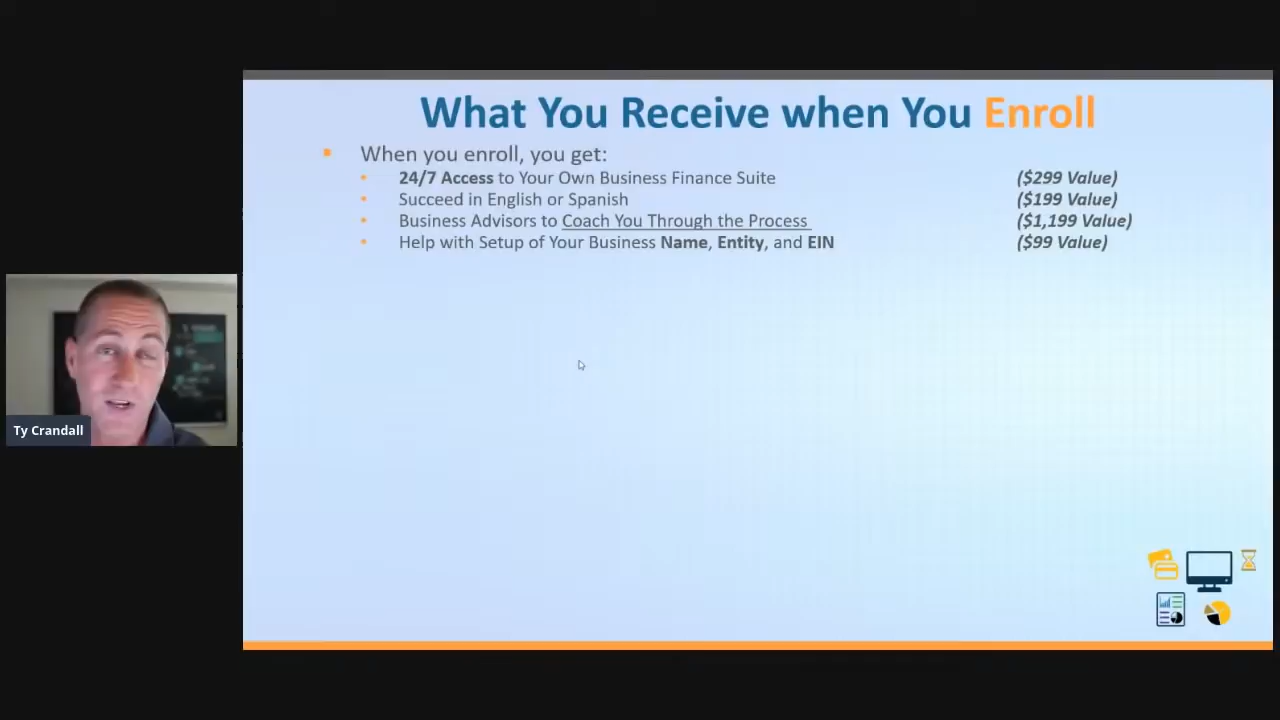 What You Receive when You Enroll
When you enroll, you get:
24/7 Access to Your Own Business Finance Suite ($299 Value)
Succeed in English or Spanish ($199 Value)
Business Advisors to Coach You Through the Process ($1,199 Value)
Help with Setup of Your Business Name, Entity, and EIN ($99 Value)
Ty Crandall